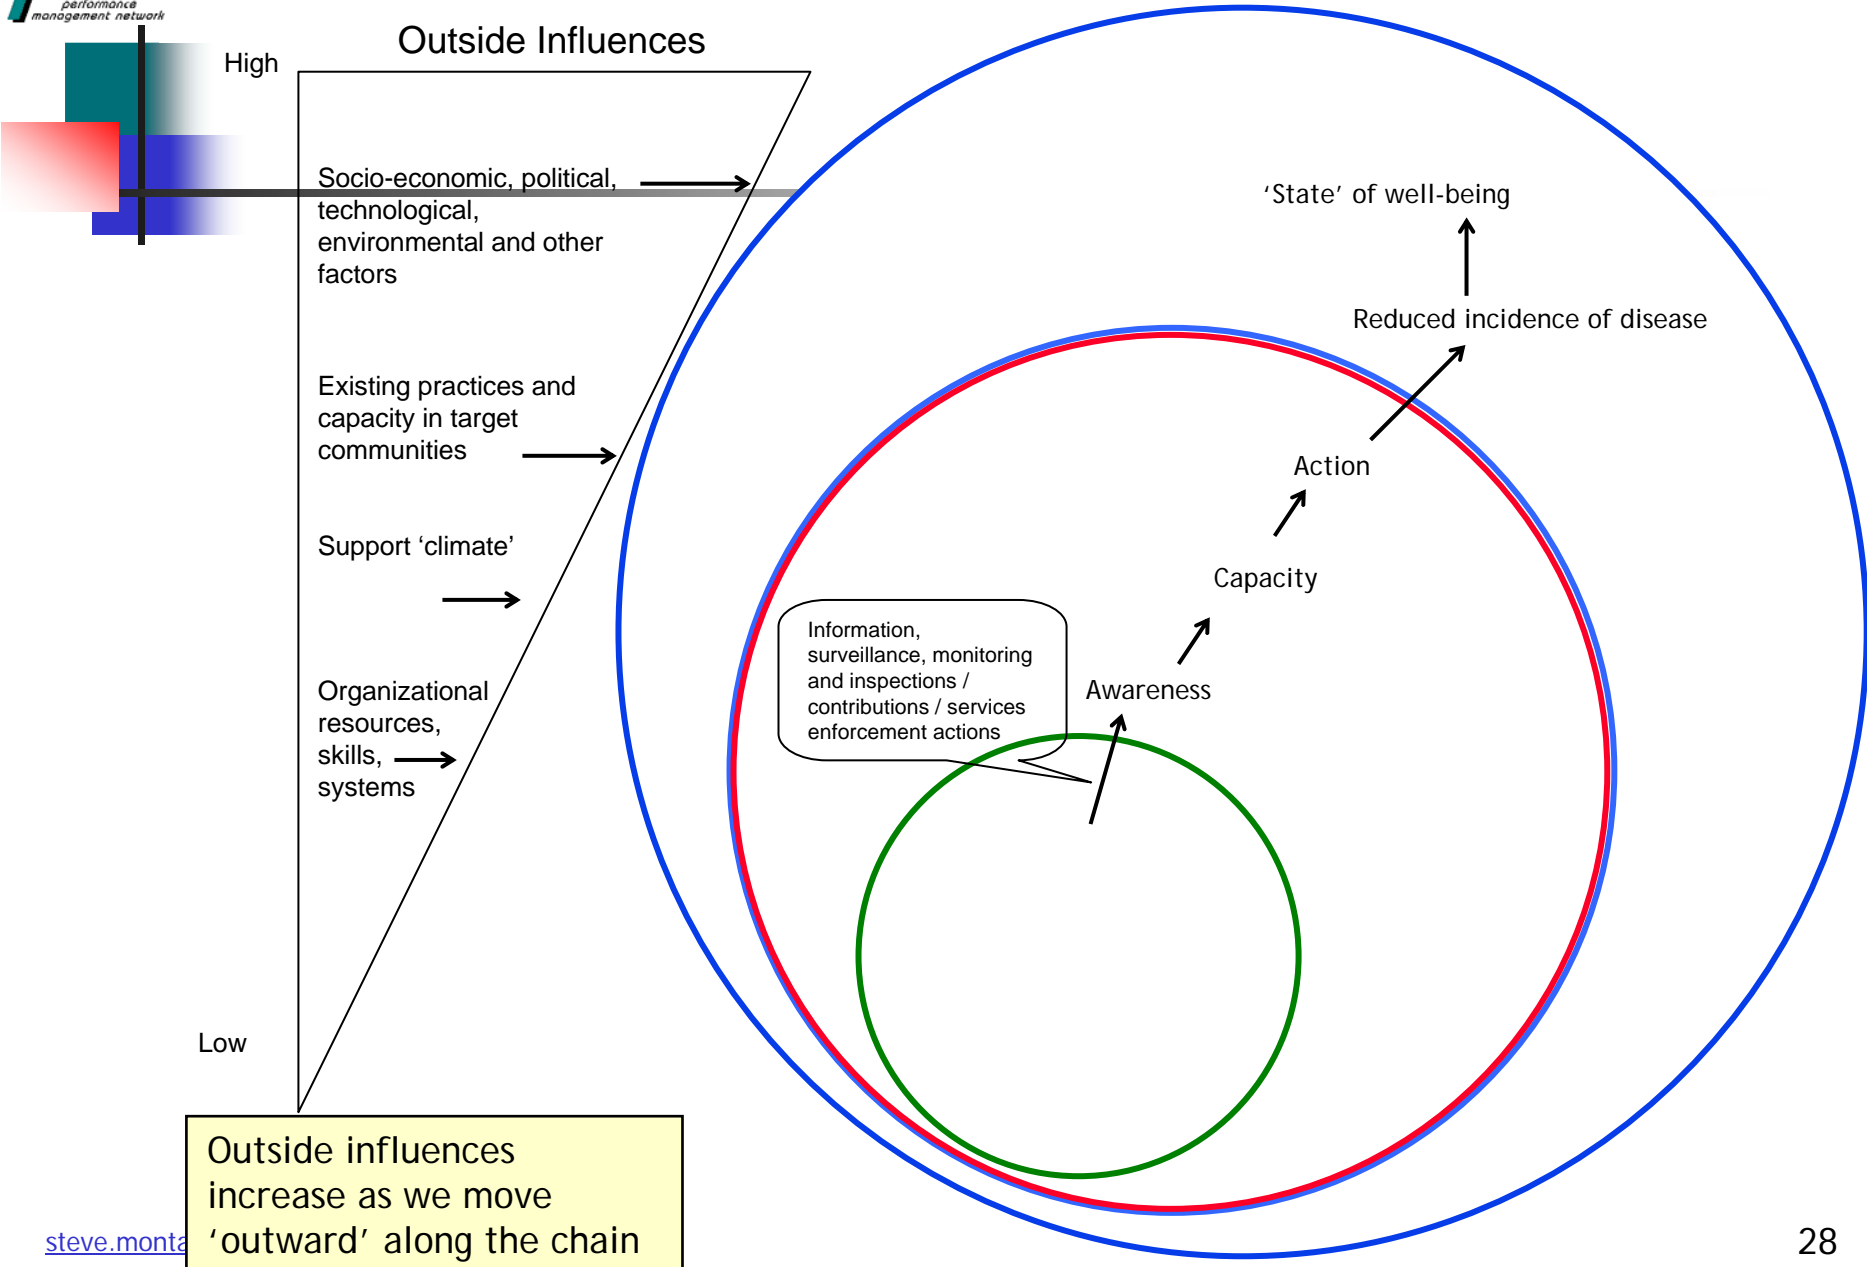 performance
management network
Outside Influences
High
Socio-economic, political,
technological,
environmental and other
factors
Existing practices and
capacity in target
communities
Support ‘climate’
Organizational
resources,
skills,
systems
Low
‘State’ of well-being
Reduced incidence of disease
Action
Capacity
Awareness
Information,
surveillance, monitoring
and inspections /
contributions / services
enforcement actions
Outside influences
increase as we move
‘outward’ along the chain
steve.monta
28